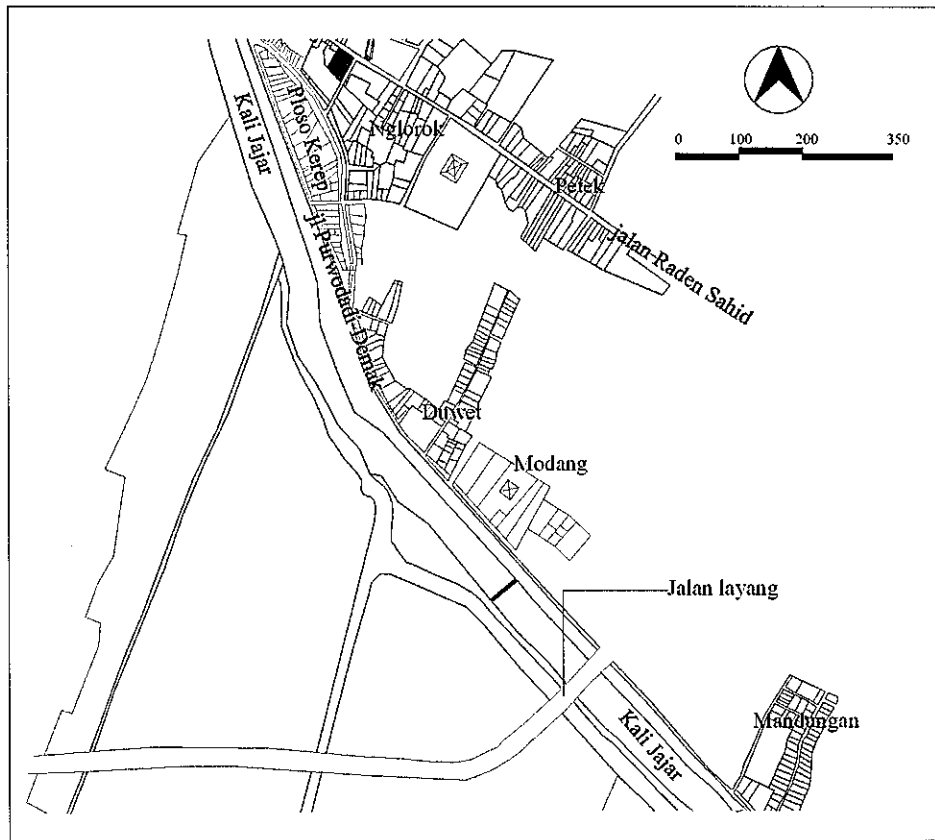 Kali Jajar
Ploso Kerep
Nglorok
0 100 200 350
Petek
jalan Raden Sahid
jl Purwodadi-Demak
Duwet
Modang
Jalan layang
Kali Jajar
Mandungan